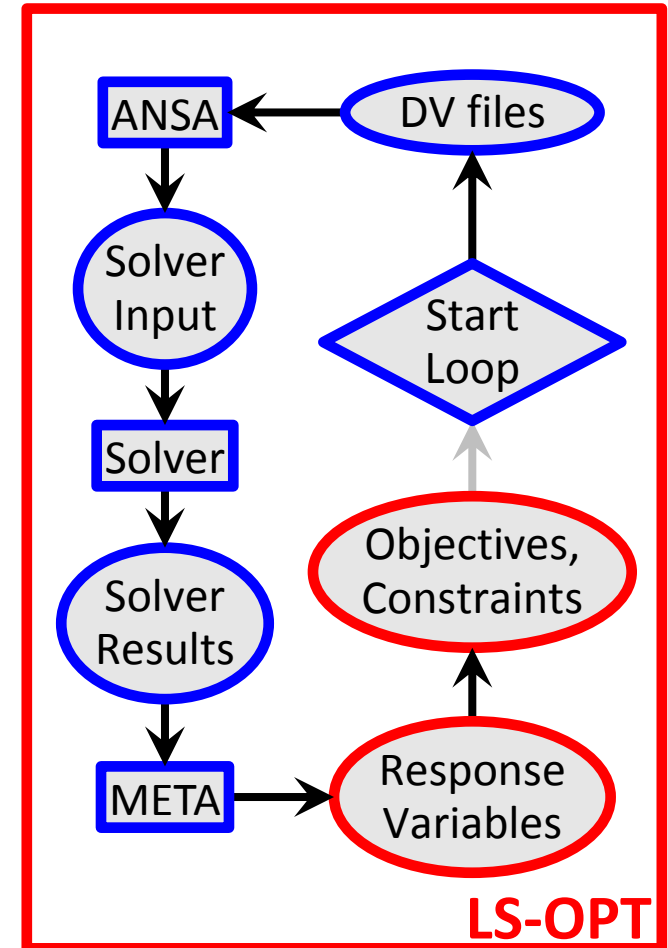 ANSA
DV files
Solver
Input
Start
Loop
Solver
Objectives,
Constraints
Solver
Results
META
Response
Variables
LS-OPT